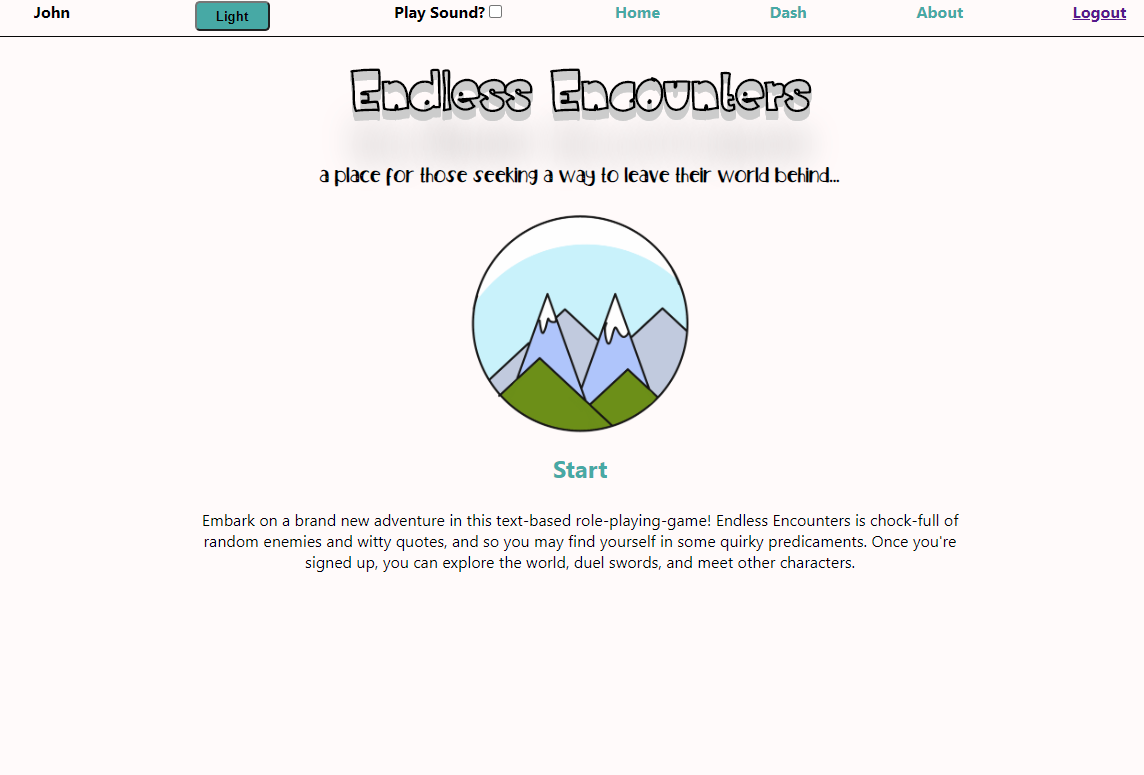 John Light Play Sound? Home Dash About Logout
Endless Encounters
a place for those seeking a way to leave their world behind...
Start
Embark on a brand new adventure in this text-based role-playing-game! Endless Encounters is chock-full of
random enemies and witty quotes, and so you may find yourself in some quirky predicaments. Once you're
signed up, you can explore the world, duel swords, and meet other characters.